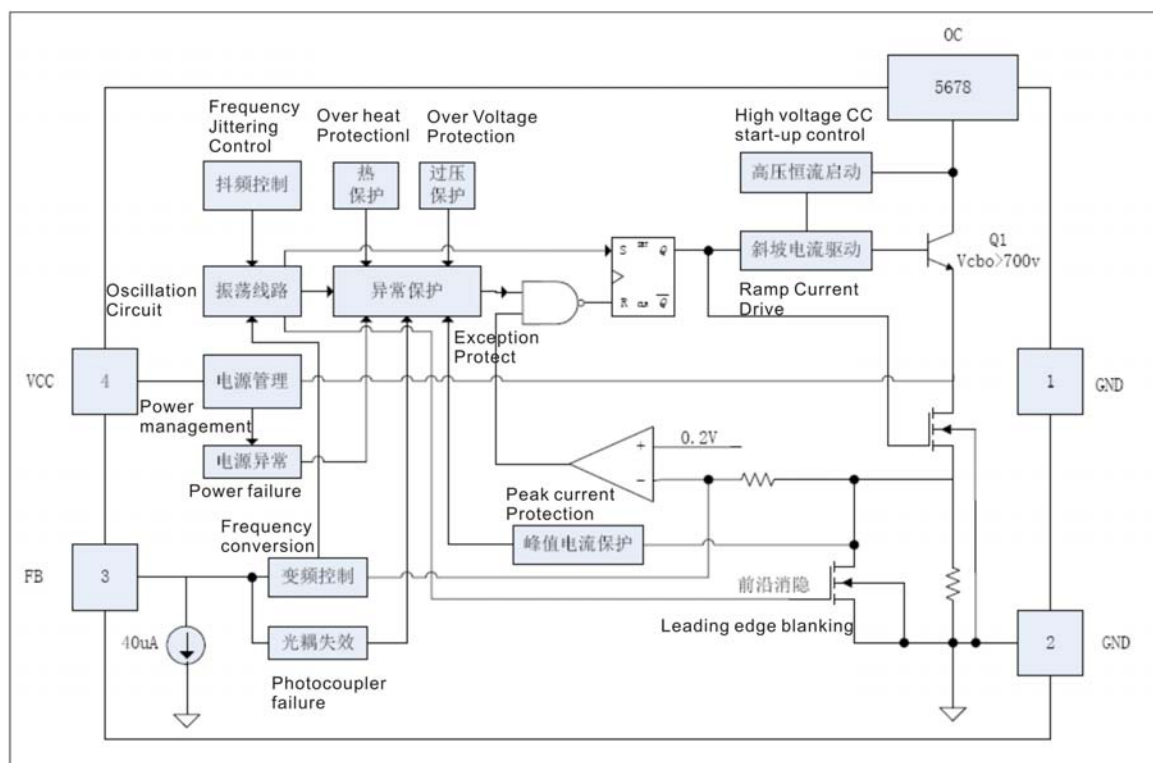 OC
5678
Frequency
Jittering
Control
Over heat
Protectionl
Over Voltage
Protection
High voltage CC
start-up control
抖频控制
热
保护
过压
保护
高压恒流启动
Q1
Vcbo>700v
S
Q
R
Q
振荡线路
异常保护
斜坡电流驱动
Oscillation
Circuit
Exception
Protect
Ramp Current
Drive
VCC
4
电源管理
1
GND
Power
management
电源异常
Power failure
0.2V
+
-
Peak current
Protection
峰值电流保护
Frequency
conversion
FB
3
变频控制
前沿消隐
Leading edge blanking
40uA
光耦失效
Photocoupler
failure
2
GND